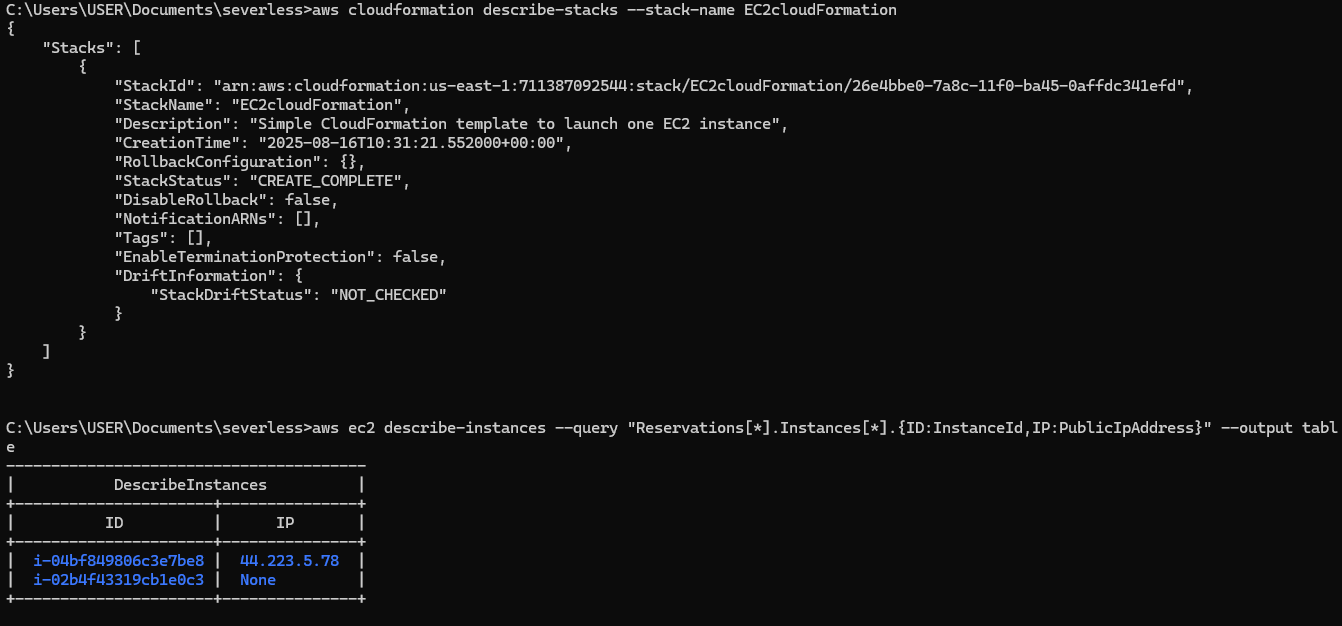 C:\Users\USER\Documents\severless>aws cloudformation describe-stacks --stack-name EC2cloudFormation
{
    "Stacks": [
        {
            "StackId": "arn:aws:cloudformation:us-east-1:711387092544:stack/EC2cloudFormation/26e4bbe0-7a8c-11f0-ba45-0affdc341efd",
            "StackName": "EC2cloudFormation",
            "Description": "Simple CloudFormation template to launch one EC2 instance",
            "CreationTime": "2025-08-16T10:31:21.552000+00:00",
            "RollbackConfiguration": {},
            "StackStatus": "CREATE_COMPLETE",
            "DisableRollback": false,
            "NotificationARNs": [],
            "Tags": [],
            "EnableTerminationProtection": false,
            "DriftInformation": {
                "StackDriftStatus": "NOT_CHECKED"
            }
        }
    ]
}
C:\Users\USER\Documents\severless>aws ec2 describe-instances --query "Reservations[*].Instances[*].{ID:InstanceId,IP:PublicIpAddress}" --output tabl
e
----------------------------------------
|           DescribeInstances          |
+----------------------+---------------+
|          ID          |      IP       |
+----------------------+---------------+
|  i-04bf849806c3e7be8 |  44.223.5.78  |
|  i-02b4f43319cb1e0c3 |  None         |
+----------------------+---------------+